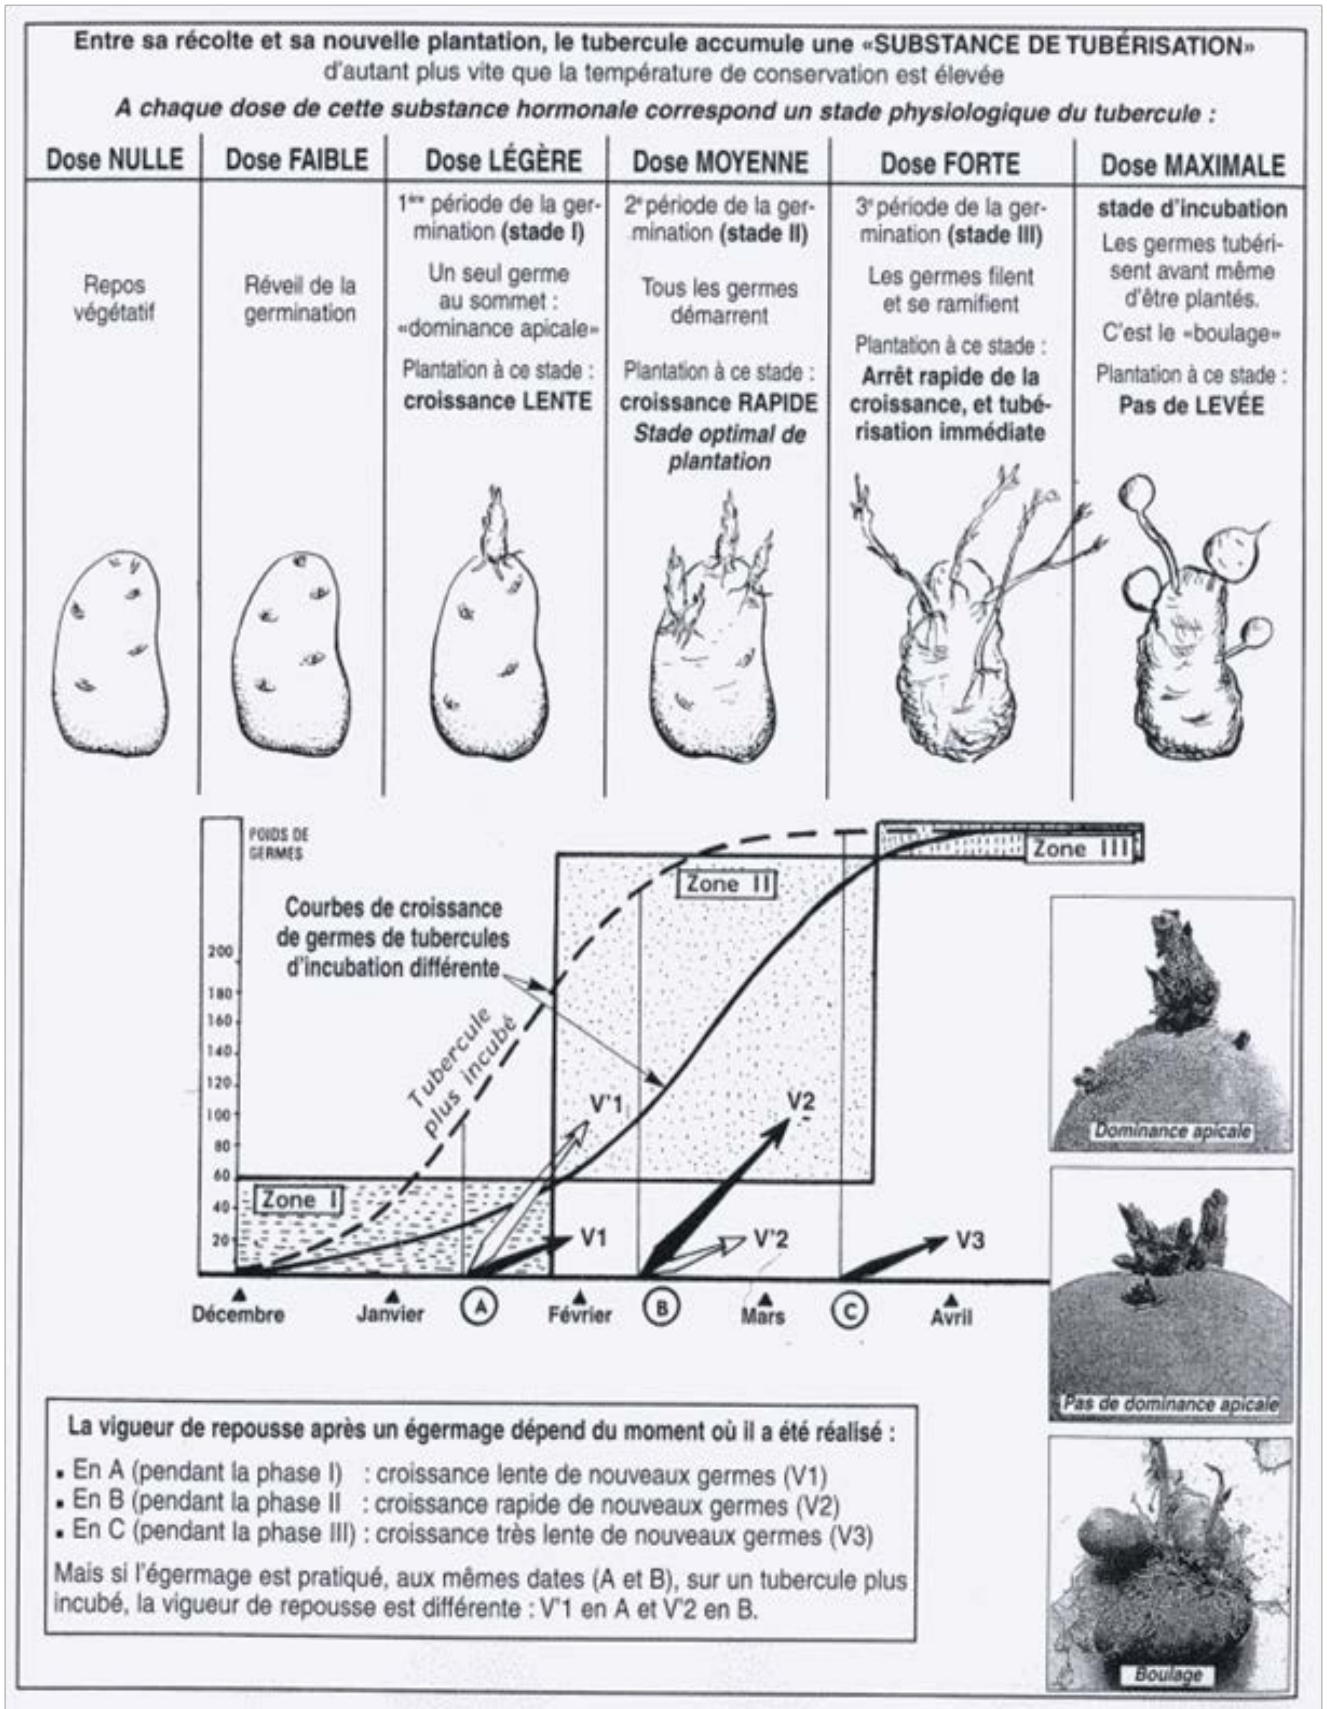 Entre sa récolte et sa nouvelle plantation, le tubercule accumule une «SUBSTANCE DE TUBÉRISATION»
d'autant plus vite que la température de conservation est élevée
A chaque dose de cette substance hormonale correspond un stade physiologique du tubercule :
Dose NULLE
Repos
végétatif
Dose FAIBLE
Réveil de la
germination
Dose LÉGÈRE
1ère période de la ger-
mination (stade I)
Un seul germe
au sommet :
«dominance apicale»
Plantation à ce stade :
croissance LENTE
Dose MOYENNE
2e période de la ger-
mination (stade II)
Tous les germes
démarrent
Plantation à ce stade :
croissance RAPIDE
Stade optimal de
plantation
Dose FORTE
3e période de la ger-
mination (stade III)
Les germes filent
et se ramifient
Plantation à ce stade :
Arrêt rapide de la
croissance, et tubé-
risation immédiate
Dose MAXIMALE
stade d'incubation
Les germes tubéri-
sent avant même
d'être plantés.
C'est le «boulage»
Plantation à ce stade :
Pas de LEVÉE
POIDS DE
GERMES
200
180
160
140
120
100
80
60
40
20
Courbes de croissance
de germes de tubercules
d'incubation différente
Tubercule
plus incubé
Zone I
Zone II
Zone III
V'1
V1
V2
V'2
V3
Décembre
Janvier
A
Février
B
Mars
C
Avril
Dominance apicale
Pas de dominance apicale
Boulage
La vigueur de repousse après un égermage dépend du moment où il a été réalisé :
▪ En A (pendant la phase I) : croissance lente de nouveaux germes (V1)
▪ En B (pendant la phase II : croissance rapide de nouveaux germes (V2)
▪ En C (pendant la phase III) : croissance très lente de nouveaux germes (V3)
Mais si l'égermage est pratiqué, aux mêmes dates (A et B), sur un tubercule plus
incubé, la vigueur de repousse est différente : V'1 en A et V'2 en B.